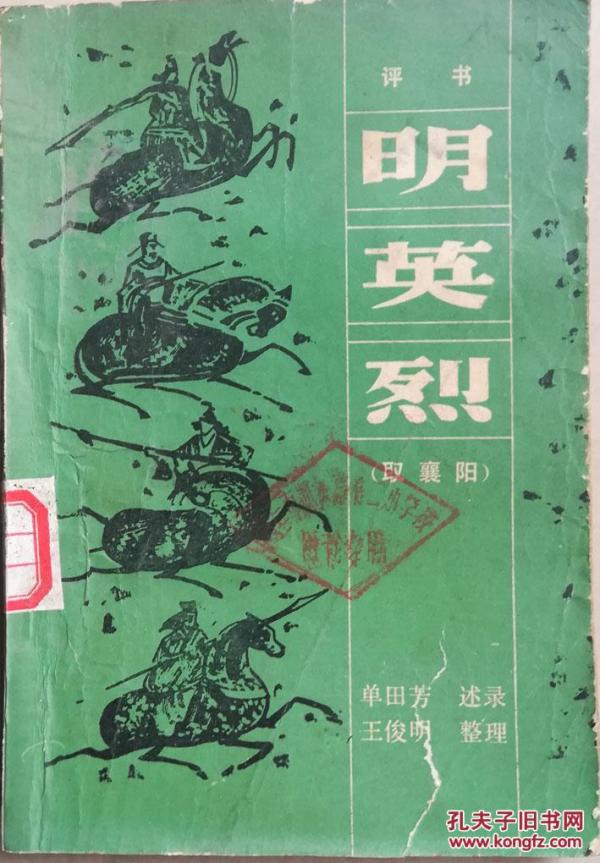 评书
明
英
烈
(取襄阳)
单田芳 述录
王俊明 整理
孔夫子旧书网
www.kongfz.com